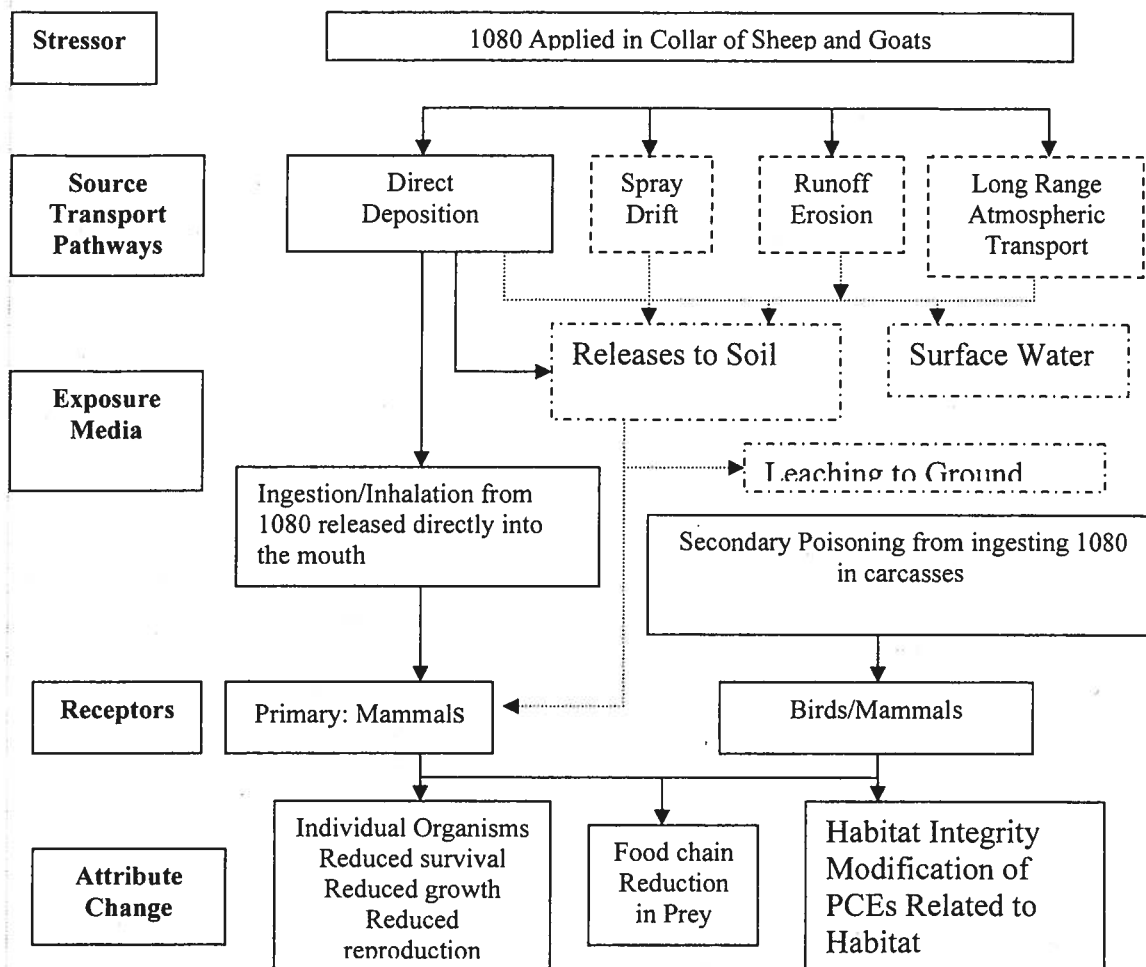 Stressor
1080 Applied in Collar of Sheep and Goats
Source
Transport
Pathways
Direct
Deposition
Spray
Drift
Runoff
Erosion
Long Range
Atmospheric
Transport
Releases to Soil
Surface Water
Exposure
Media
Leaching to Ground
Ingestion/Inhalation from
1080 released directly into
the mouth
Secondary Poisoning from ingesting 1080
in carcasses
Receptors
Primary: Mammals
Birds/Mammals
Attribute
Change
Individual Organisms
Reduced survival
Reduced growth
Reduced
reproduction
Food chain
Reduction
in Prey
Habitat Integrity
Modification of
PCEs Related to
Habitat